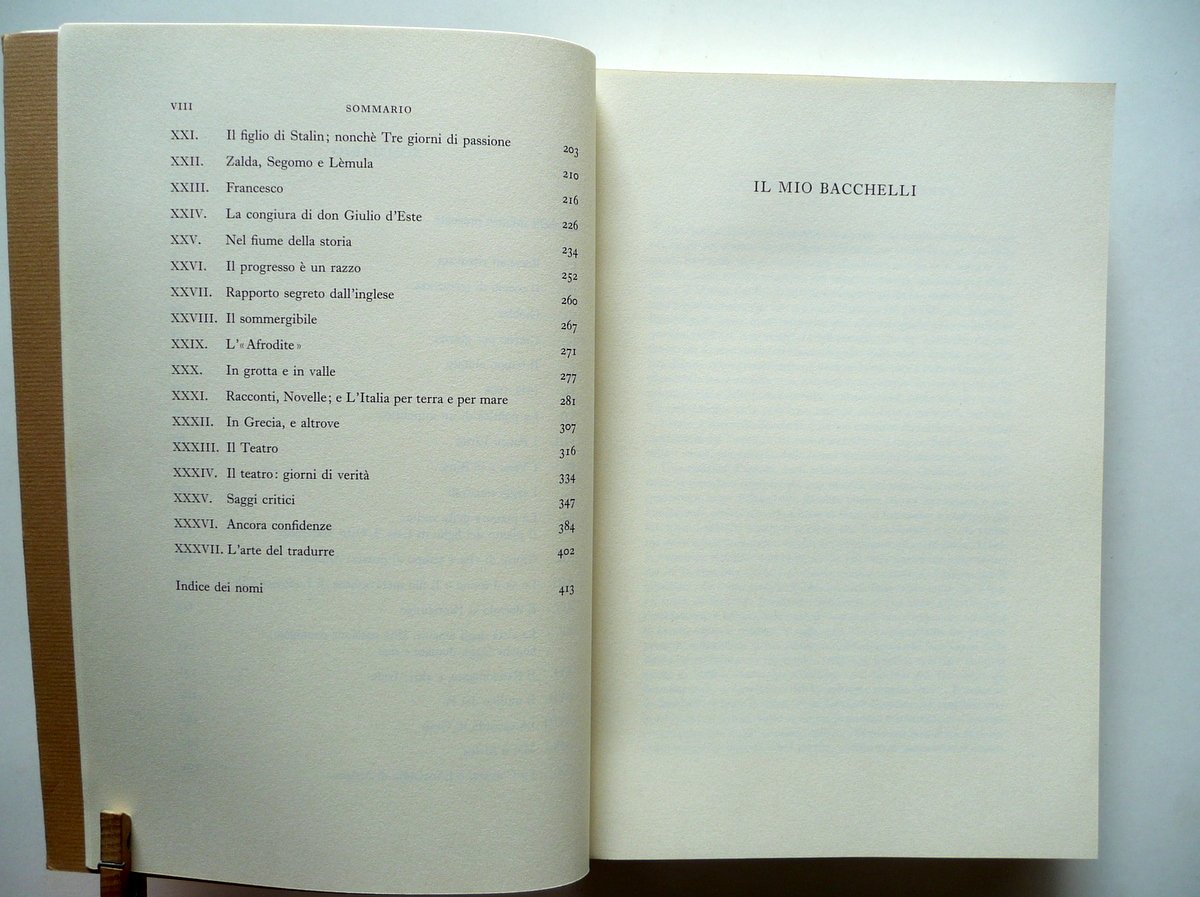 VIII SOMMARIO
XXI. Il figlio di Stalin; nonchè Tre giorni di passione 203
XXII. Zalda, Segomo e Lèmula 210
XXIII. Francesco 216
XXIV. La congiura di don Giulio d'Este 226
XXV. Nel fiume della storia 234
XXVI. Il progresso è un razzo 252
XXVII. Rapporto segreto dall'inglese 260
XXVIII. Il sommergibile 267
XXIX. L'«Afrodite» 271
XXX. In grotta e in valle 277
XXXI. Racconti, Novelle; e L'Italia per terra e per mare 281
XXXII. In Grecia, e altrove 307
XXXIII. Il Teatro 316
XXXIV. Il teatro: giorni di verità 334
XXXV. Saggi critici 347
XXXVI. Ancora confidenze 384
XXXVII. L'arte del tradurre 402
Indice dei nomi 413
IL MIO BACCHELLI